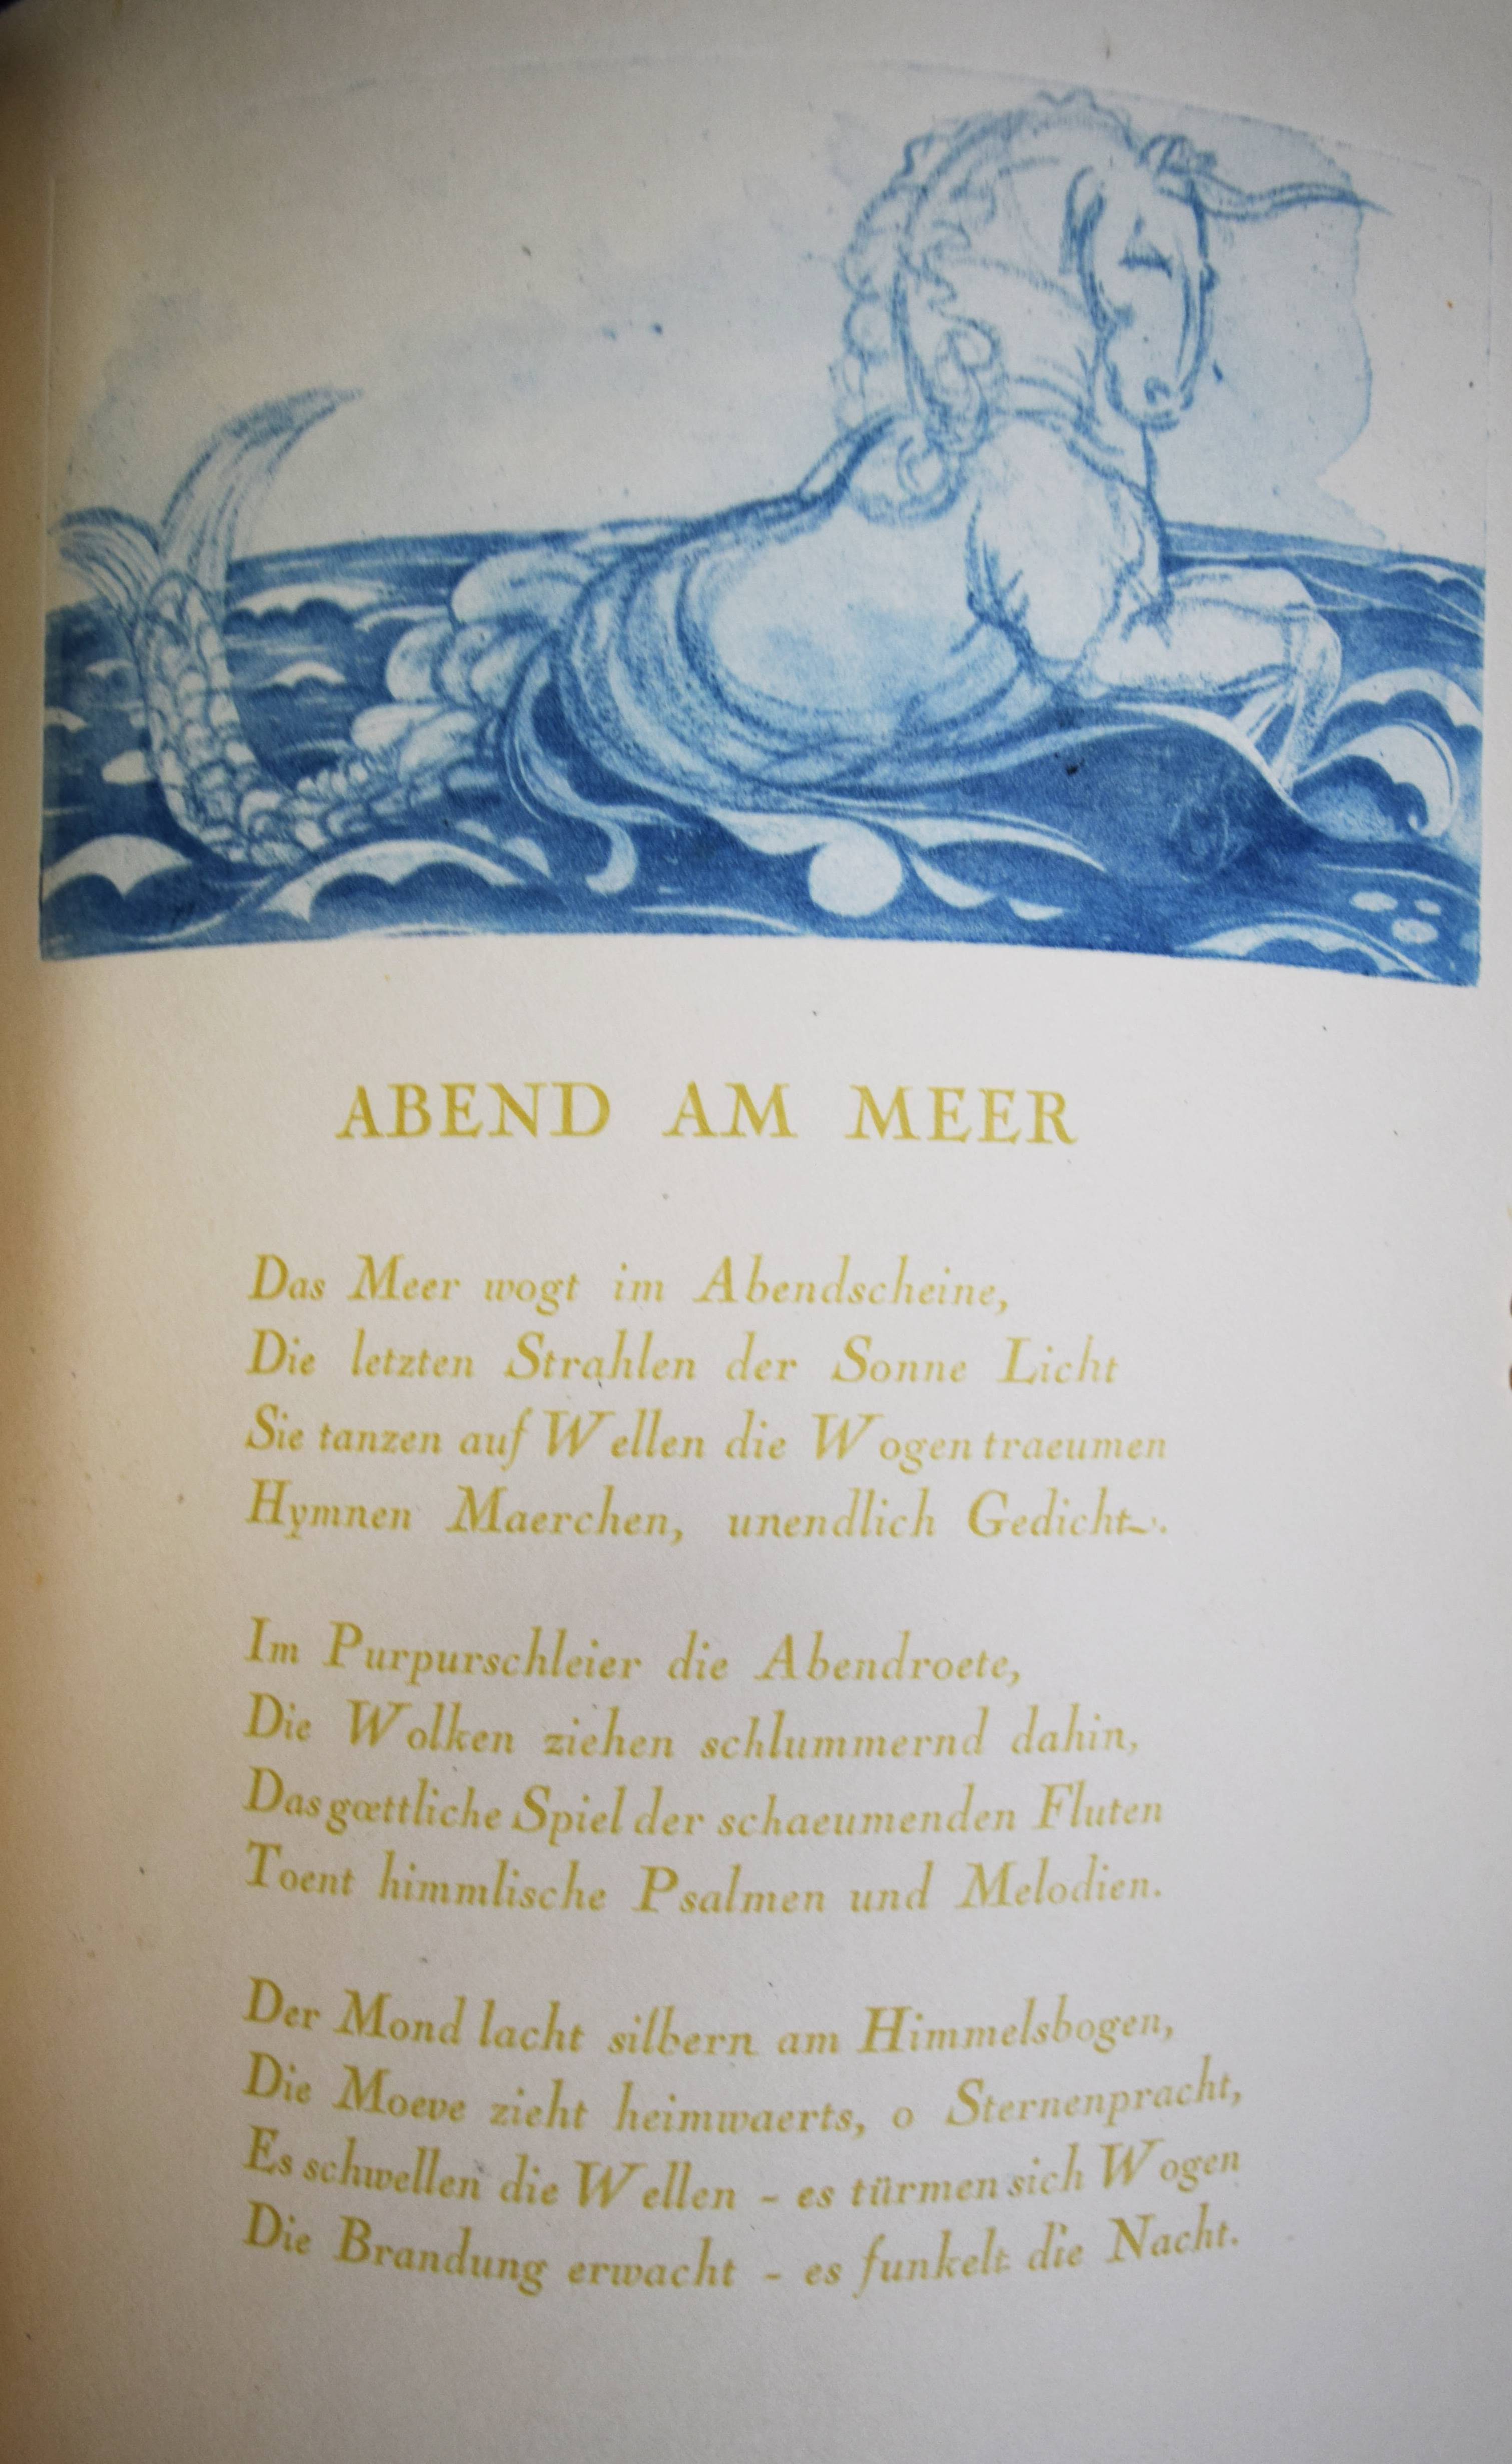 ABEND AM MEER
Das Meer wogt im Abendscheine,
Die letzten Strahlen der Sonne Licht
Sie tanzen auf Wellen die Wogen traeumen
Hymnen Maerchen, unendlich Gedicht.
Im Purpurschleier die Abendroete,
Die Wolken ziehen schlummernd dahin,
Das gœttliche Spiel der schaeumenden Fluten
Toent himmlische Psalmen und Melodien.
Der Mond lacht silbern am Himmelsbogen,
Die Moeve zieht heimwaerts, o Sternenpracht,
Es schwellen die Wellen - es türmen sich Wogen
Die Brandung erwacht - es funkelt die Nacht.